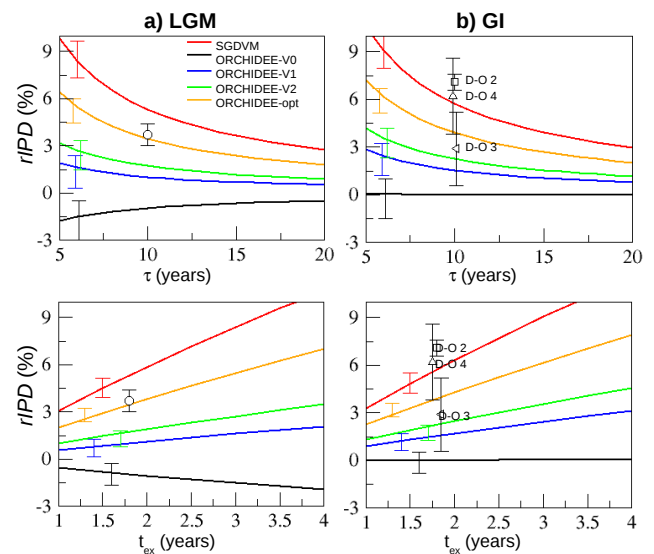 a) LGM
b) GI
9
6
3
0
-3
rIPD (%)
SGDVM
ORCHIDEE-V0
ORCHIDEE-V1
ORCHIDEE-V2
ORCHIDEE-opt
5
10
15
20
τ (years)
9
6
3
0
-3
D-O 2
D-O 4
D-O 3
5
10
15
20
τ (years)
9
6
3
0
-3
rIPD (%)
1
1.5
2
2.5
3
3.5
4
tex (years)
9
6
3
0
-3
D-O 2
D-O 4
D-O 3
1
1.5
2
2.5
3
3.5
4
tex (years)